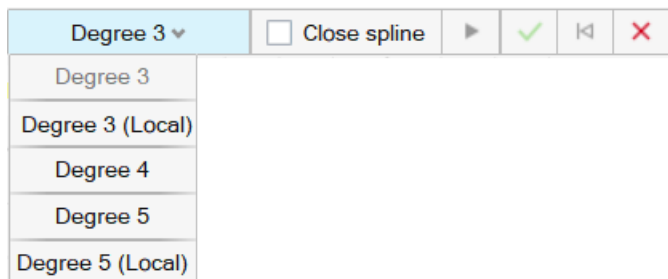 Degree 3 Close spline
Degree 3
Degree 3 (Local)
Degree 4
Degree 5
Degree 5 (Local)